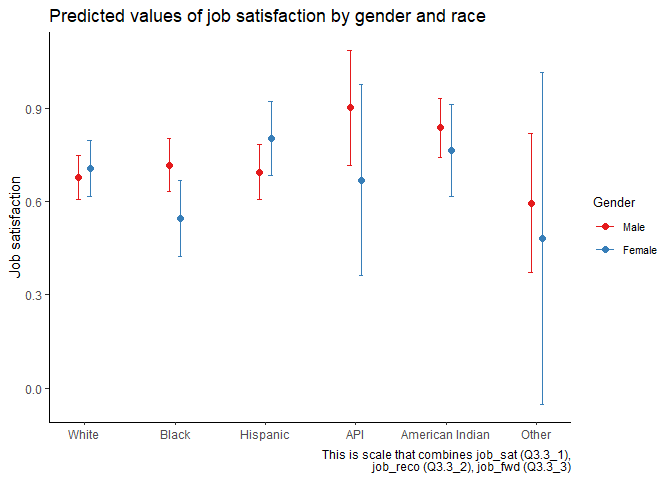 Predicted values of job satisfaction by gender and race
Job satisfaction
0.9
0.6
0.3
0.0
White Black Hispanic API American Indian Other
Gender
Male
Female
This is scale that combines job_sat (Q3.3_1),
job_reco (Q3.3_2), job_fwd (Q3.3_3)